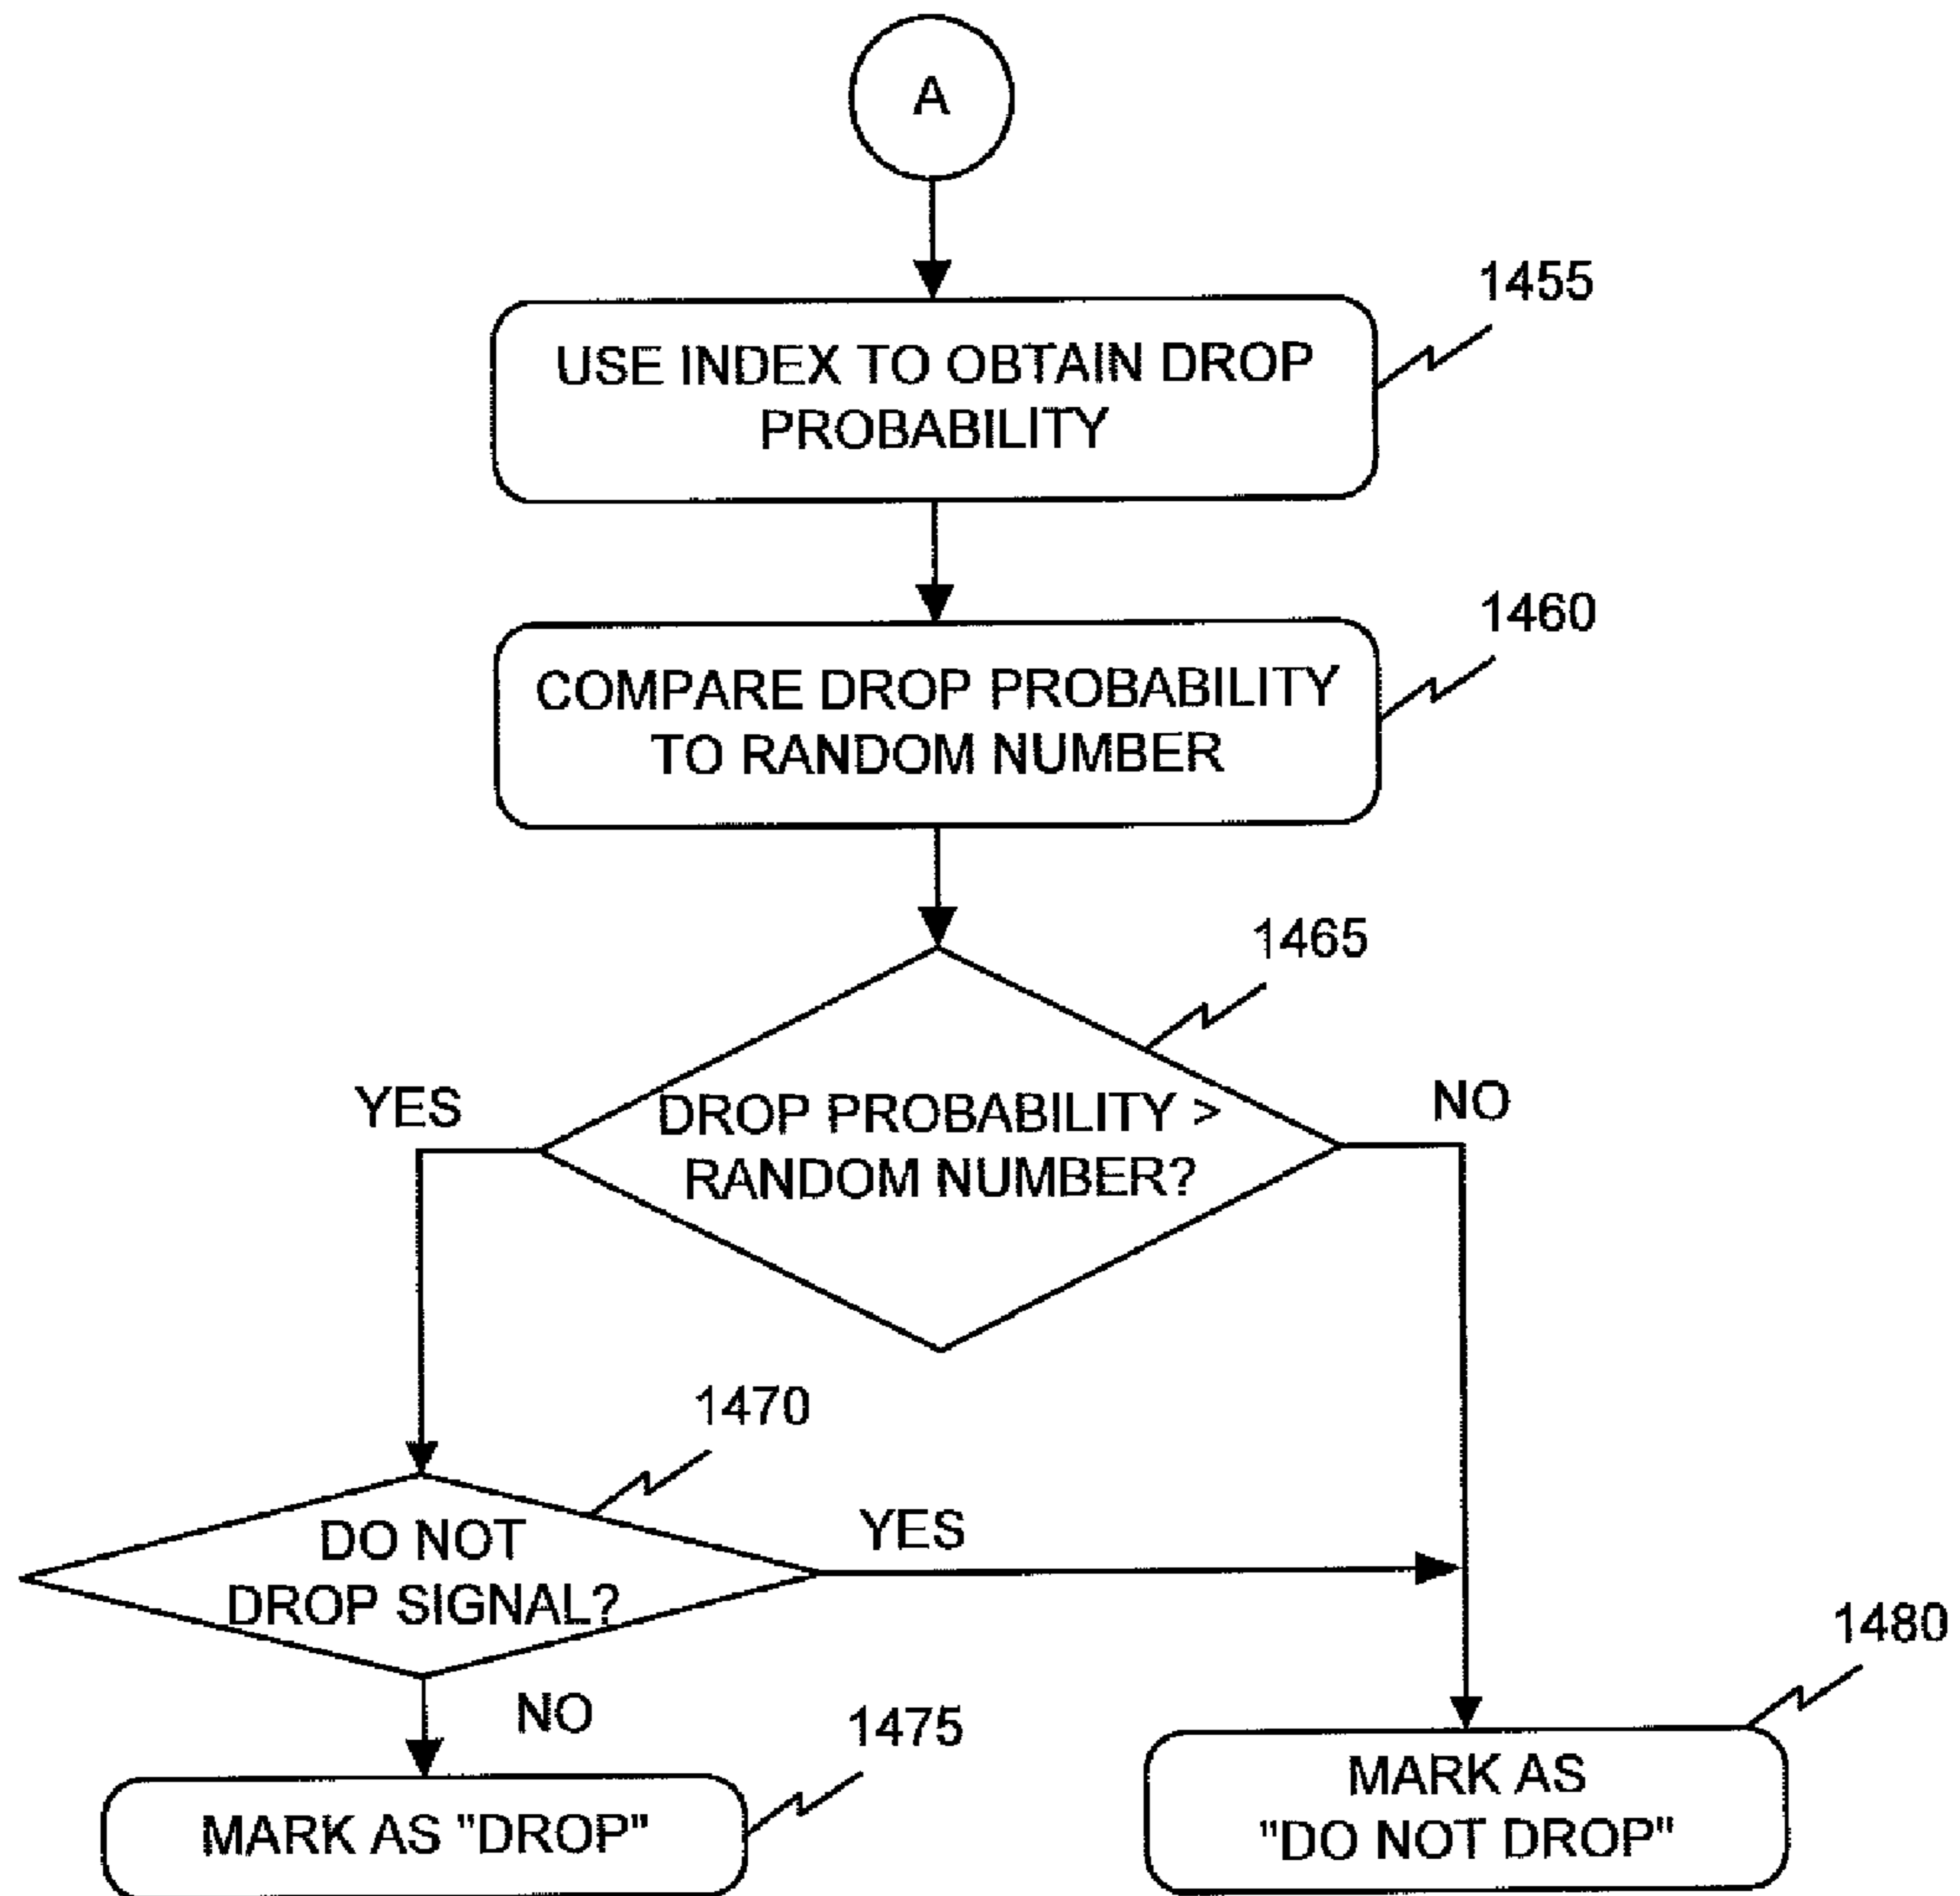 A
1455
USE INDEX TO OBTAIN DROP
PROBABILITY
1460
COMPARE DROP PROBABILITY
TO RANDOM NUMBER
1465
YES
NO
DROP PROBABILITY >
RANDOM NUMBER?
1470
DO NOT
DROP SIGNAL?
YES
1480
NO
1475
MARK AS "DROP"
MARK AS
"DO NOT DROP"